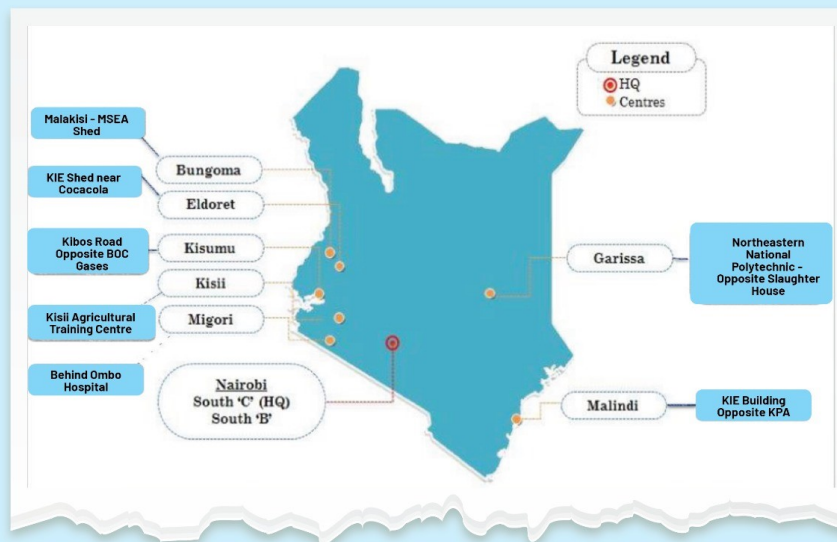 Legend
HQ
Centres
Malakisi - MSEA
Shed
Bungoma
KIE Shed near
Cocacola
Eldoret
Kibos Road
Opposite BOC
Gases
Kisumu
Kisii
Kisii Agricultural
Training Centre
Migori
Behind Ombo
Hospital
Nairobi
South ‘C’ (HQ)
South ‘B’
Garissa
Northeastern
National
Polytechnic -
Opposite Slaughter
House
Malindi
KIE Building
Opposite KPA